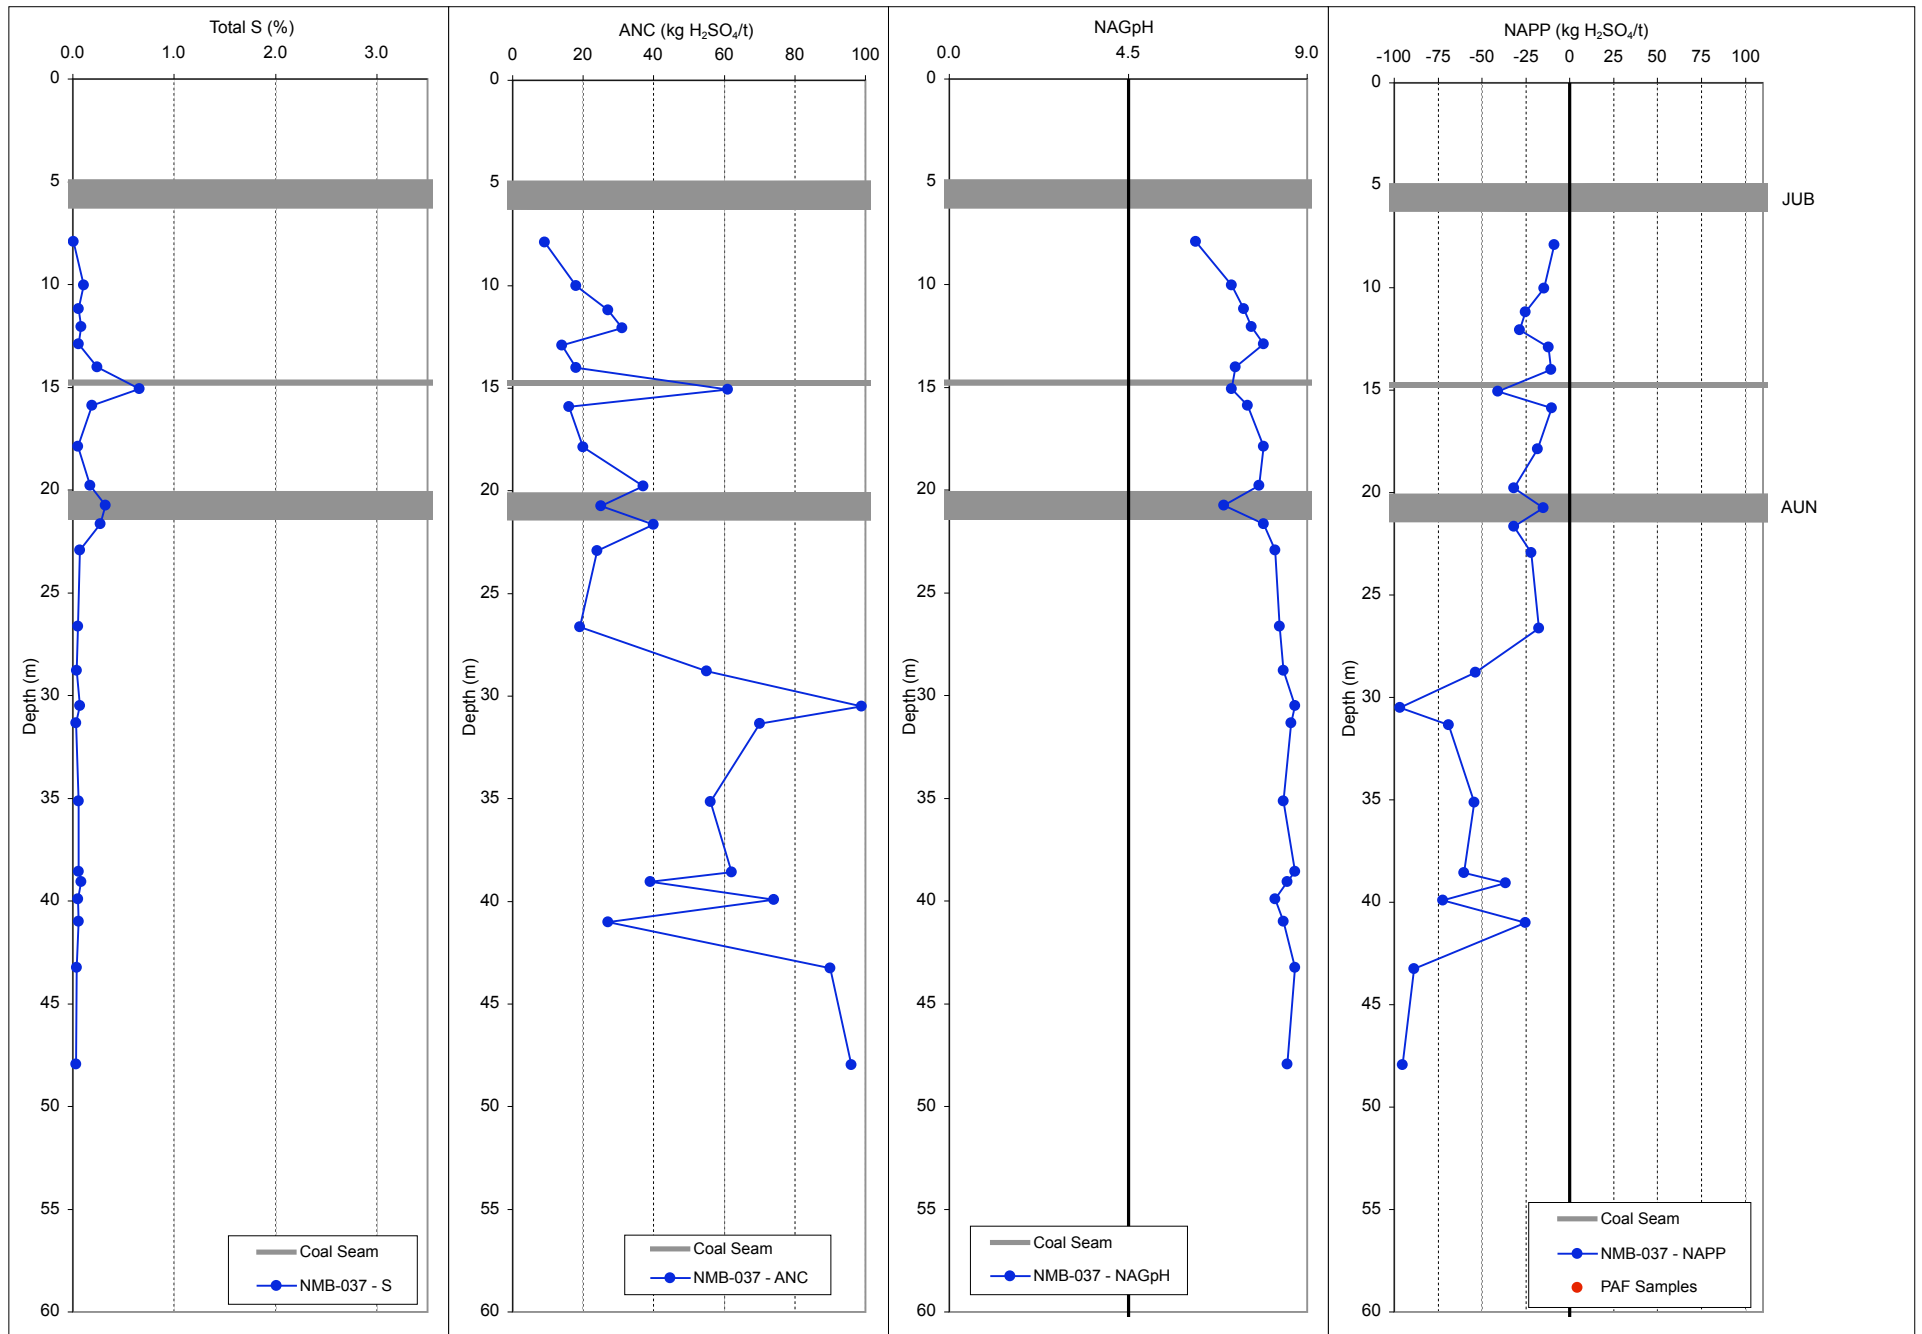 Total S (%)
0.0 1.0 2.0 3.0
0
5
10
15
20
25
30
35
40
45
50
55
60
Depth (m)
Coal Seam
NMB-037 - S
ANC (kg H₂SO₄/t)
0 20 40 60 80 100
0
5
10
15
20
25
30
35
40
45
50
55
60
Depth (m)
Coal Seam
NMB-037 - ANC
NAGpH
0.0 4.5 9.0
0
5
10
15
20
25
30
35
40
45
50
55
60
Depth (m)
Coal Seam
NMB-037 - NAGpH
NAPP (kg H₂SO₄/t)
-100 -75 -50 -25 0 25 50 75 100
0
5
10
15
20
25
30
35
40
45
50
55
60
Depth (m)
JUB
AUN
Coal Seam
NMB-037 - NAPP
PAF Samples